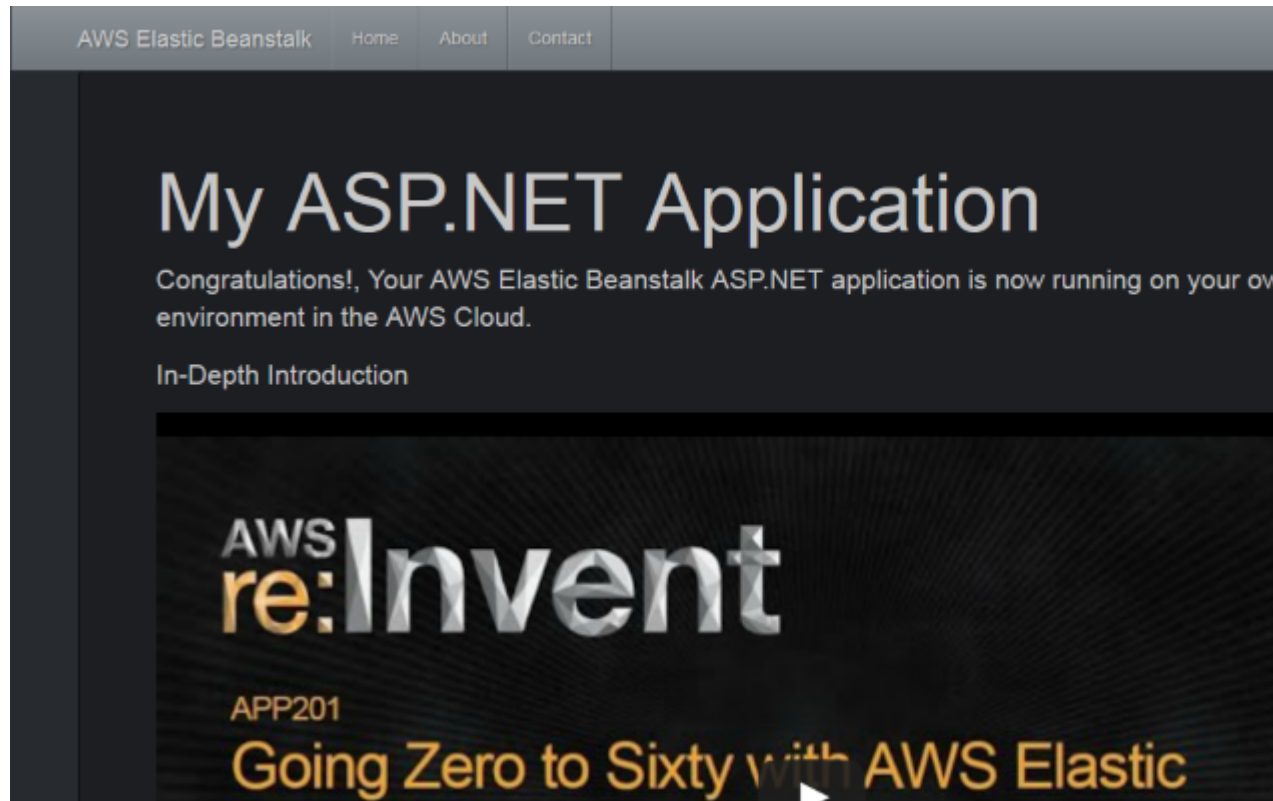 AWS Elastic Beanstalk Home About Contact
My ASP.NET Application
Congratulations!, Your AWS Elastic Beanstalk ASP.NET application is now running on your
environment in the AWS Cloud.
In-Depth Introduction
AWS
re:Invent
APP201
Going Zero to Sixty with AWS Elastic